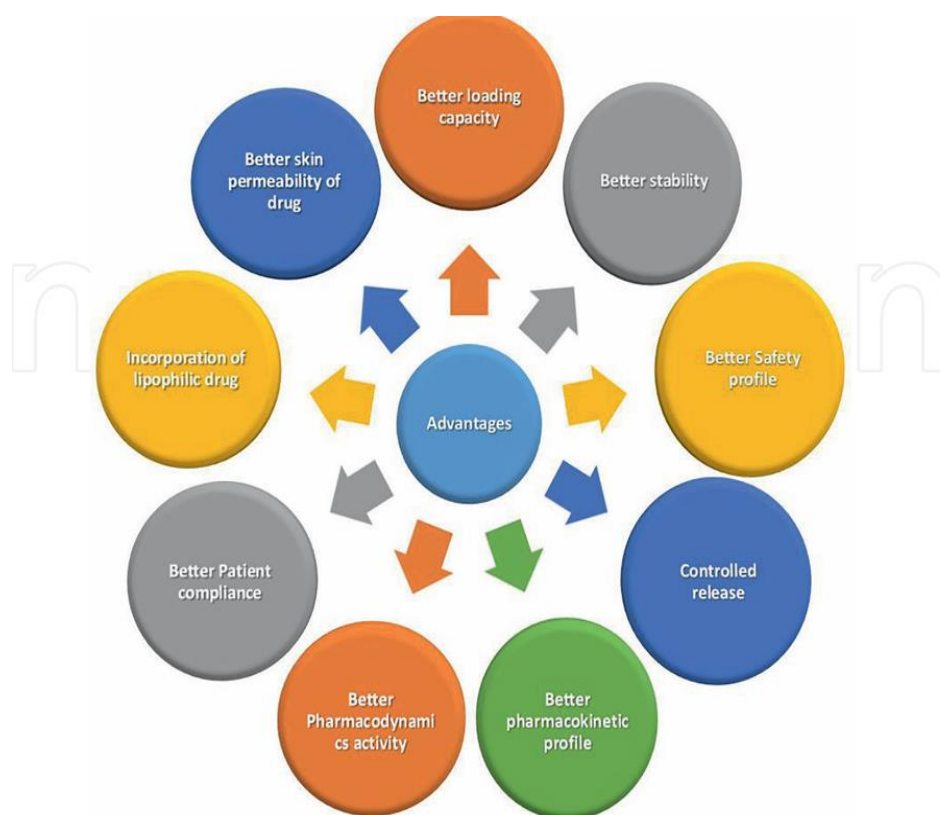 Better loading
capacity
Better stability
Better Safety
profile
Controlled
release
Better
pharmacokinetic
profile
Better
Pharmacodynami
cs activity
Better Patient
compliance
Incorporation of
lipophilic drug
Better skin
permeability of
drug
Advantages
n
n